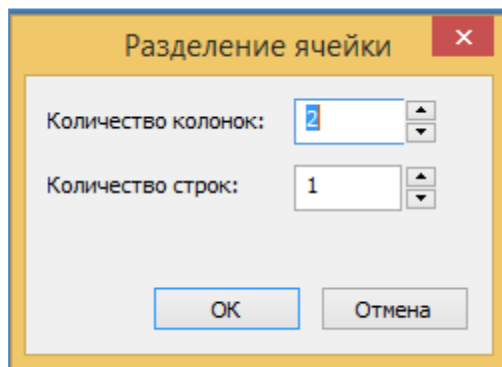 Разделение ячейки
Количество колонок: 2
Количество строк: 1
ОК Отмена